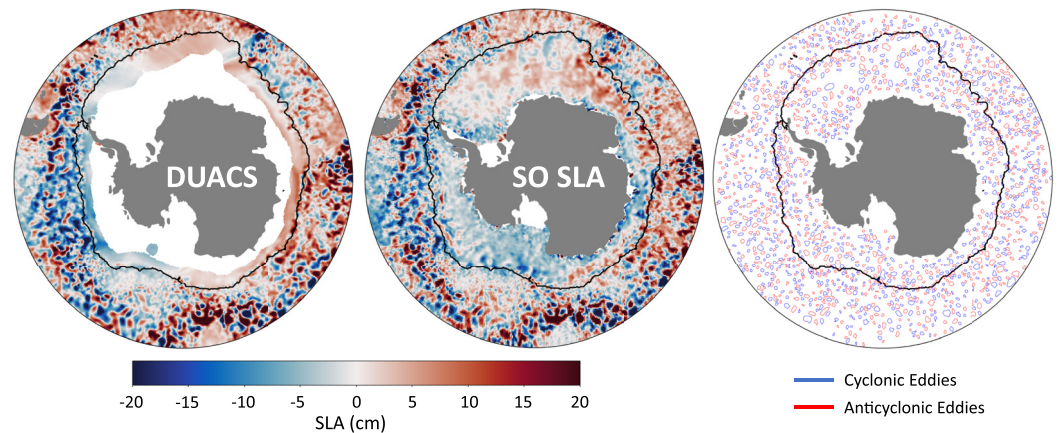 DUACS
SO SLA
-20 -15 -10 -5 0 5 10 15 20
SLA (cm)
Cyclonic Eddies
Anticyclonic Eddies